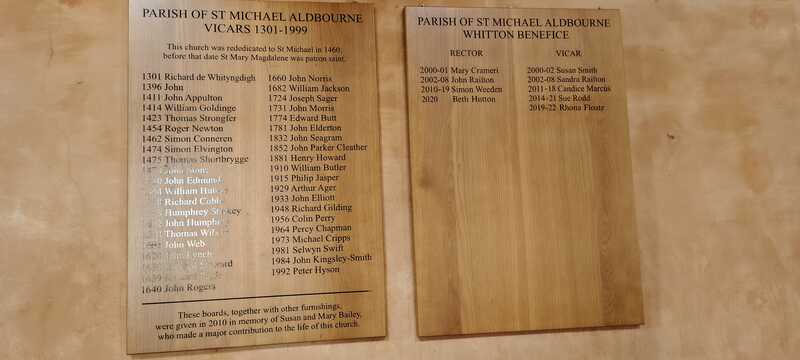 PARISH OF ST MICHAEL ALDBOURNE
VICARS 1301-1999
This church was rededicated to St Michael in 1460,
before that date St Mary Magdalene was patron saint.
1301 Richard de Whityngdigh
1396 John
1411 John Appulton
1414 William Goldinge
1423 Thomas Strongfer
1454 Roger Newton
1462 Simon Conneren
1474 Simon Elvington
1475 Thomas Shortbrygge
John
John Edmund
William
Richard
Humphrey
John
Thomas
John Web
Lynch
1640 John Rogers
1660 John Norris
1682 William Jackson
1724 Joseph Sager
1731 John Morris
1774 Edward Butt
1781 John Elderton
1832 John Seagram
1852 John Parker Cleather
1881 Henry Howard
1910 William Butler
1915 Philip Jasper
1929 Arthur Ager
1933 John Elliott
1948 Richard Gilding
1956 Colin Perry
1964 Percy Chapman
1973 Michael Cripps
1981 Selwyn Swift
1984 John Kingsley-Smith
1992 Peter Hyson
These boards, together with other furnishings,
were given in 2010 in memory of Susan and Mary Bailey,
who made a major contribution to the life of this church.
PARISH OF ST MICHAEL ALDBOURNE
WHITTON BENEFICE
RECTOR
2000-01 Mary Crameri
2002-08 John Railton
2010-19 Simon Weeden
2020 Beth Hutton
VICAR
2000-02 Susan Smith
2002-08 Sandra Railton
2011-18 Candice Marcus
2014-21 Sue Rodd
2019-22 Rhona Floate